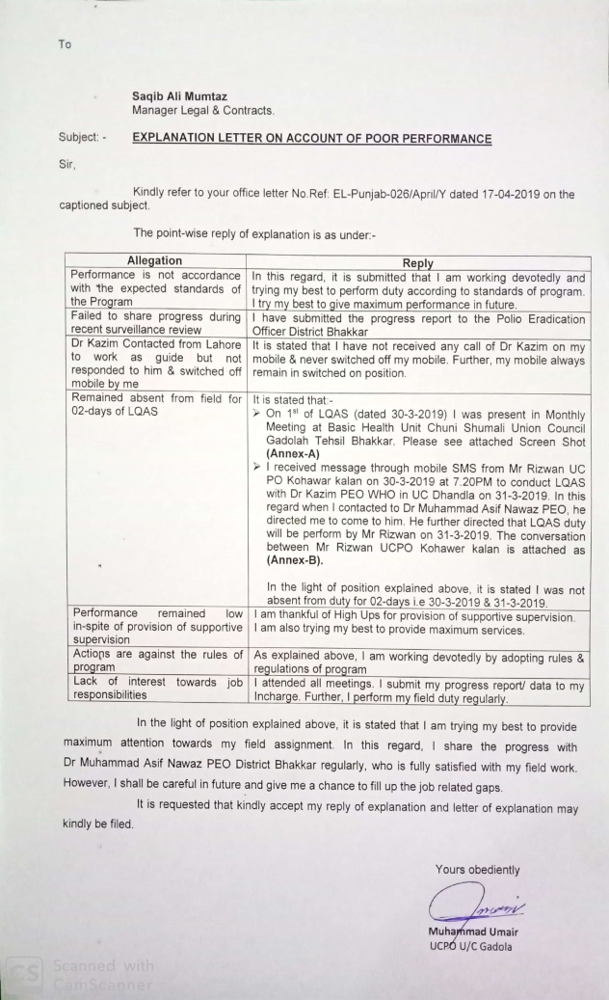 To
Saqib Ali Mumtaz
Manager Legal & Contracts.
Subject: - EXPLANATION LETTER ON ACCOUNT OF POOR PERFORMANCE
Sir,
Kindly refer to your office letter No.Ref: EL-Punjab-026/April/Y dated 17-04-2019 on the
captioned subject.
The point-wise reply of explanation is as under:-
Allegation
Reply
Performance is not accordance
with the expected standards of
the Program
In this regard, it is submitted that I am working devotedly and
trying my best to perform duty according to standards of program.
I try my best to give maximum performance in future.
Failed to share progress during
recent surveillance review
I have submitted the progress report to the Polio Eradication
Officer District Bhakkar
Dr Kazim Contacted from Lahore
to work as guide but not
responded to him & switched off
mobile by me
It is stated that I have not received any call of Dr Kazim on my
mobile & never switched off my mobile. Further, my mobile always
remain in switched on position.
Remained absent from field for
02-days of LQAS
It is stated that:-
➤ On 1st of LQAS (dated 30-3-2019) I was present in Monthly
Meeting at Basic Health Unit Chuni Shumali Union Council
Gadolah Tehsil Bhakkar. Please see attached Screen Shot
(Annex-A)
➤ I received message through mobile SMS from Mr Rizwan UC
PO Kohawar kalan on 30-3-2019 at 7.20PM to conduct LQAS
with Dr Kazim PEO WHO in UC Dhandla on 31-3-2019. In this
regard when I contacted to Dr Muhammad Asif Nawaz PEO, he
directed me to come to him. He further directed that LQAS duty
will be perform by Mr Rizwan on 31-3-2019. The conversation
between Mr Rizwan UCPO Kohawer kalan is attached as
(Annex-B).
In the light of position explained above, it is stated I was not
absent from duty for 02-days i.e 30-3-2019 & 31-3-2019.
Performance remained low
in-spite of provision of supportive
supervision
I am thankful of High Ups for provision of supportive supervision.
I am also trying my best to provide maximum services.
Actions are against the rules of
program
As explained above, I am working devotedly by adopting rules &
regulations of program
Lack of interest towards job
responsibilities
I attended all meetings. I submit my progress report/ data to my
Incharge. Further, I perform my field duty regularly.
In the light of position explained above, it is stated that I am trying my best to provide
maximum attention towards my field assignment. In this regard, I share the progress with
Dr Muhammad Asif Nawaz PEO District Bhakkar regularly, who is fully satisfied with my field work.
However, I shall be careful in future and give me a chance to fill up the job related gaps.
It is requested that kindly accept my reply of explanation and letter of explanation may
kindly be filed.
Yours obediently
Muhammad Umair
UCPO U/C Gadola
CS Scanned with
CamScanner